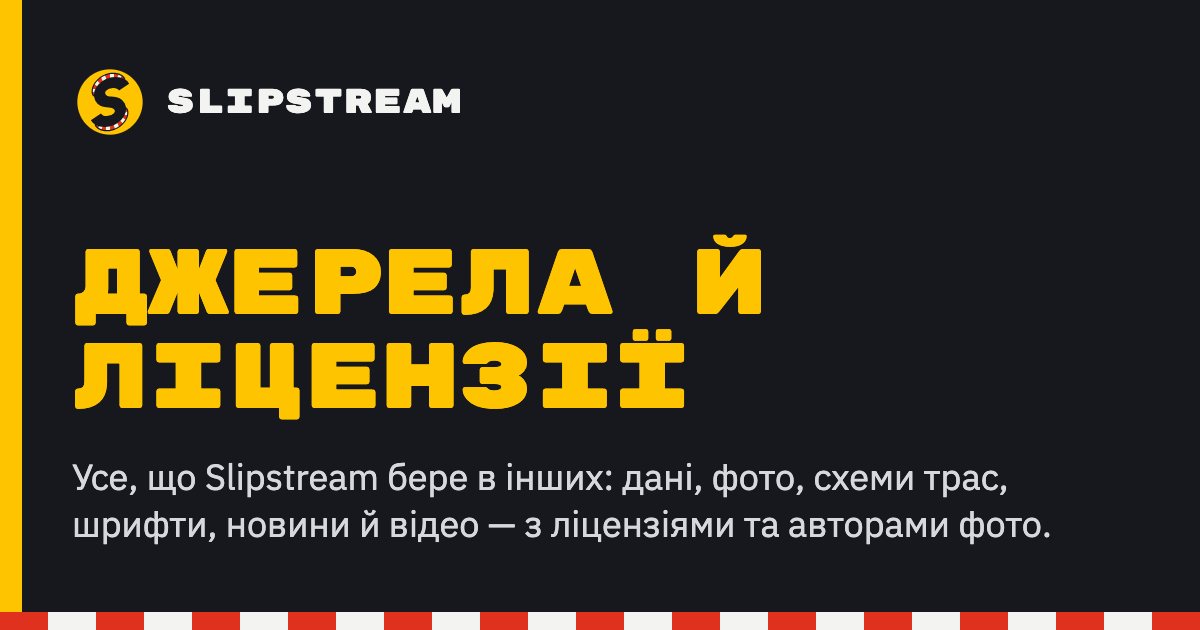 SLIPSTREAM
ДЖЕРЕЛА Й
ЛІЦЕНЗІЇ
Усе, що Slipstream бере в інших: дані, фото, схеми трас,
шрифти, новини й відео — з ліцензіями та авторами фото.